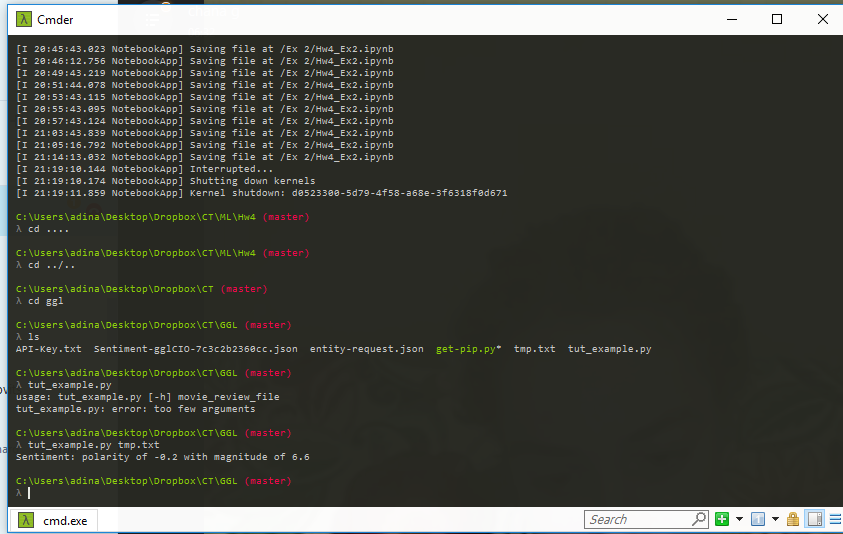 Cmder
[I 20:45:43.023 NotebookApp] Saving file at /Ex 2/Hw4_Ex2.ipynb
[I 20:46:12.756 NotebookApp] Saving file at /Ex 2/Hw4_Ex2.ipynb
[I 20:49:43.219 NotebookApp] Saving file at /Ex 2/Hw4_Ex2.ipynb
[I 20:51:44.078 NotebookApp] Saving file at /Ex 2/Hw4_Ex2.ipynb
[I 20:53:43.115 NotebookApp] Saving file at /Ex 2/Hw4_Ex2.ipynb
[I 20:55:43.095 NotebookApp] Saving file at /Ex 2/Hw4_Ex2.ipynb
[I 20:57:43.124 NotebookApp] Saving file at /Ex 2/Hw4_Ex2.ipynb
[I 21:03:43.839 NotebookApp] Saving file at /Ex 2/Hw4_Ex2.ipynb
[I 21:05:16.792 NotebookApp] Saving file at /Ex 2/Hw4_Ex2.ipynb
[I 21:14:13.032 NotebookApp] Saving file at /Ex 2/Hw4_Ex2.ipynb
[I 21:19:10.144 NotebookApp] Interrupted...
[I 21:19:10.174 NotebookApp] Shutting down kernels
[I 21:19:11.859 NotebookApp] Kernel shutdown: d0523300-5d79-4f58-a68e-3f6318f0d671
C:\Users\adina\Desktop\Dropbox\CT\ML\Hw4 (master)
λ cd ....
C:\Users\adina\Desktop\Dropbox\CT\ML\Hw4 (master)
λ cd ../..
C:\Users\adina\Desktop\Dropbox\CT (master)
λ cd ggl
C:\Users\adina\Desktop\Dropbox\CT\GGL (master)
λ ls
API-Key.txt Sentiment-gglCIO-7c3c2b2360cc.json entity-request.json get-pip.py* tmp.txt tut_example.py
C:\Users\adina\Desktop\Dropbox\CT\GGL (master)
λ tut_example.py
usage: tut_example.py [-h] movie_review_file
tut_example.py: error: too few arguments
C:\Users\adina\Desktop\Dropbox\CT\GGL (master)
λ tut_example.py tmp.txt
Sentiment: polarity of -0.2 with magnitude of 6.6
C:\Users\adina\Desktop\Dropbox\CT\GGL (master)
λ
cmd.exe
Search